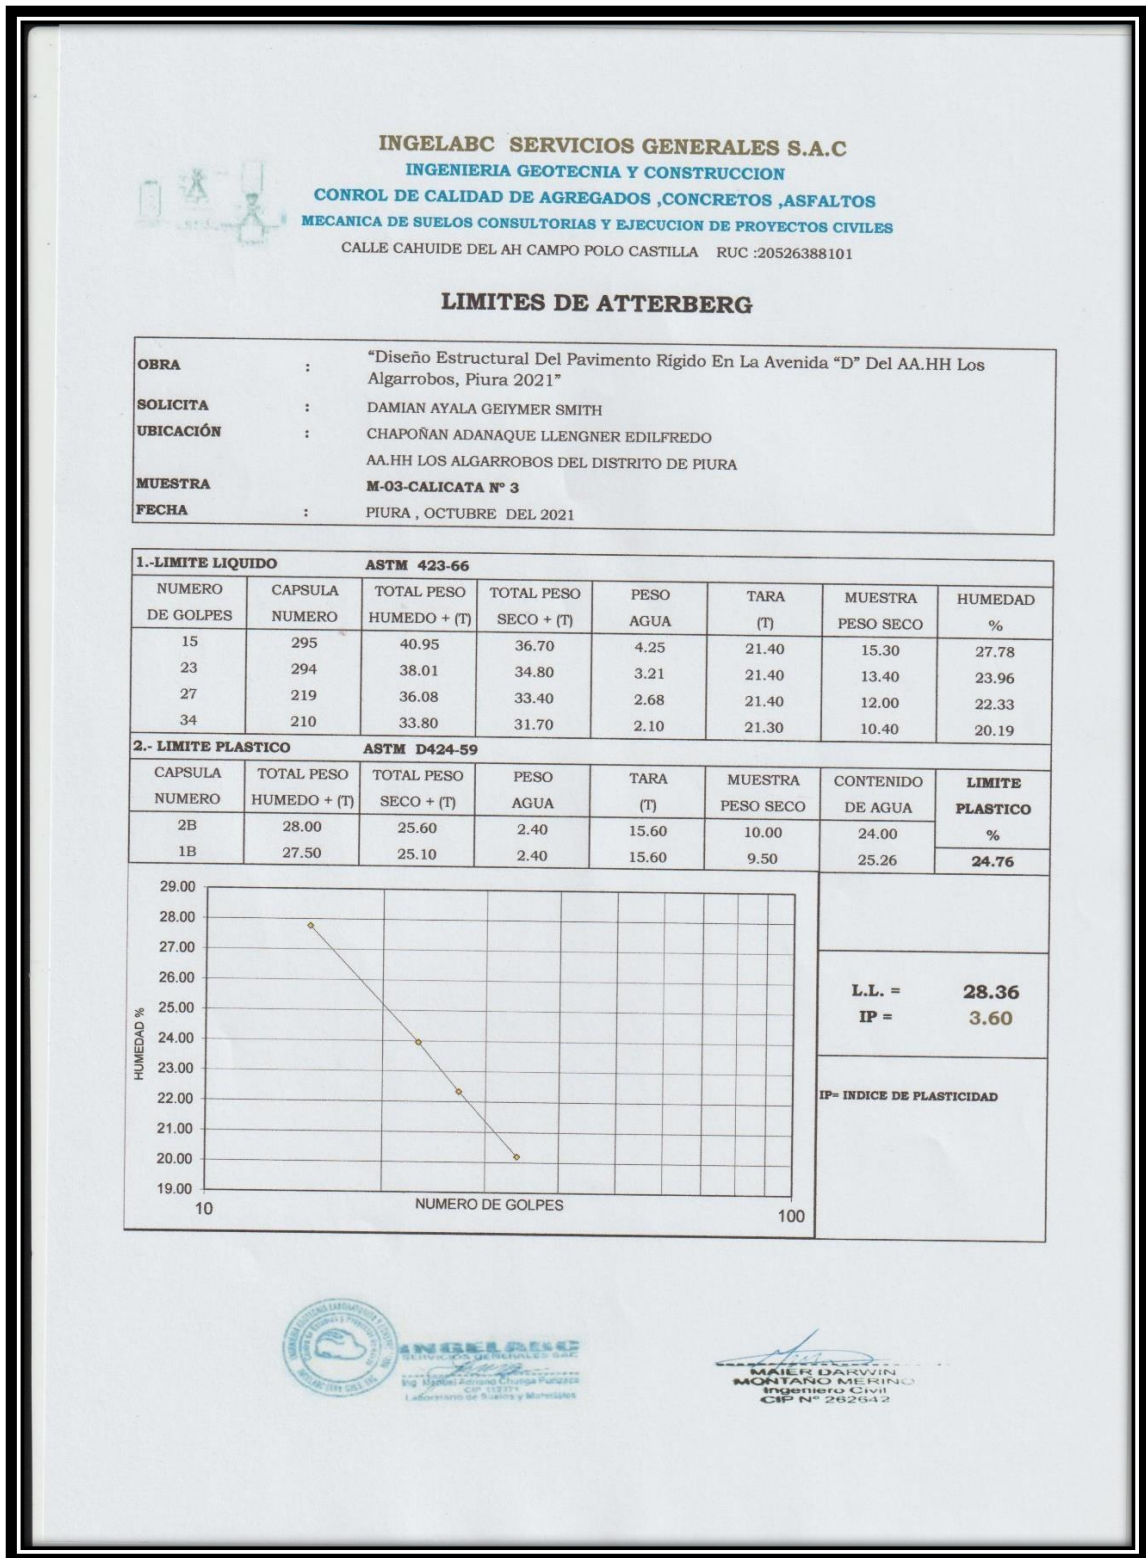 INGELABC SERVICIOS GENERALES S.A.C
INGENIERIA GEOTECNIA Y CONSTRUCCION
CONROL DE CALIDAD DE AGREGADOS ,CONCRETOS ,ASFALTOS
MECANICA DE SUELOS CONSULTORIAS Y EJECUCION DE PROYECTOS CIVILES
CALLE CAHUIDE DEL AH CAMPO POLO CASTILLA RUC :20526388101
LIMITES DE ATTERBERG
OBRA : “Diseño Estructural Del Pavimento Rígido En La Avenida “D” Del AA.HH Los
Algarrobos, Piura 2021”
SOLICITA : DAMIAN AYALA GEIYMER SMITH
UBICACIÓN : CHAPOÑAN ADANAQUE LLENGNER EDILFREDO
AA.HH LOS ALGARROBOS DEL DISTRITO DE PIURA
MUESTRA M-03-CALICATA Nº 3
FECHA : PIURA , OCTUBRE DEL 2021
1.-LIMITE LIQUIDO ASTM 423-66
NUMERO CAPSULA TOTAL PESO TOTAL PESO PESO TARA MUESTRA HUMEDAD
DE GOLPES NUMERO HUMEDO + (T) SECO + (T) AGUA (T) PESO SECO %
15 295 40.95 36.70 4.25 21.40 15.30 27.78
23 294 38.01 34.80 3.21 21.40 13.40 23.96
27 219 36.08 33.40 2.68 21.40 12.00 22.33
34 210 33.80 31.70 2.10 21.30 10.40 20.19
2.- LIMITE PLASTICO ASTM D424-59
CAPSULA TOTAL PESO TOTAL PESO PESO TARA MUESTRA CONTENIDO LIMITE
NUMERO HUMEDO + (T) SECO + (T) AGUA (T) PESO SECO DE AGUA PLASTICO
2B 28.00 25.60 2.40 15.60 10.00 24.00 %
1B 27.50 25.10 2.40 15.60 9.50 25.26 24.76
29.00
28.00
27.00
26.00
25.00
24.00
23.00
22.00
21.00
20.00
19.00
HUMEDAD %
10 NUMERO DE GOLPES 100
L.L. = 28.36
IP = 3.60
IP= INDICE DE PLASTICIDAD
INGELABC
SERVICIOS GENERALES SAC
Laboratorio de Suelos y Materiales
MAIER DARWIN
MONTAÑO MERINO
Ingeniero Civil
CIP Nº 262642